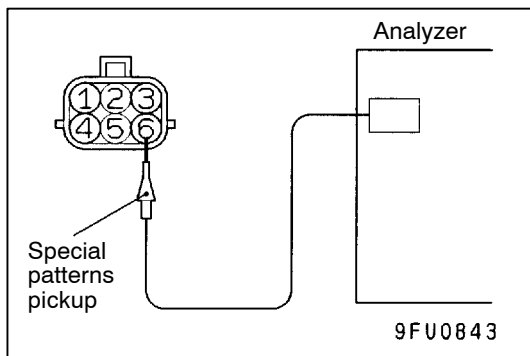 Analyzer
1 2 3
4 5 6
Special
patterns
pickup
9FU0843